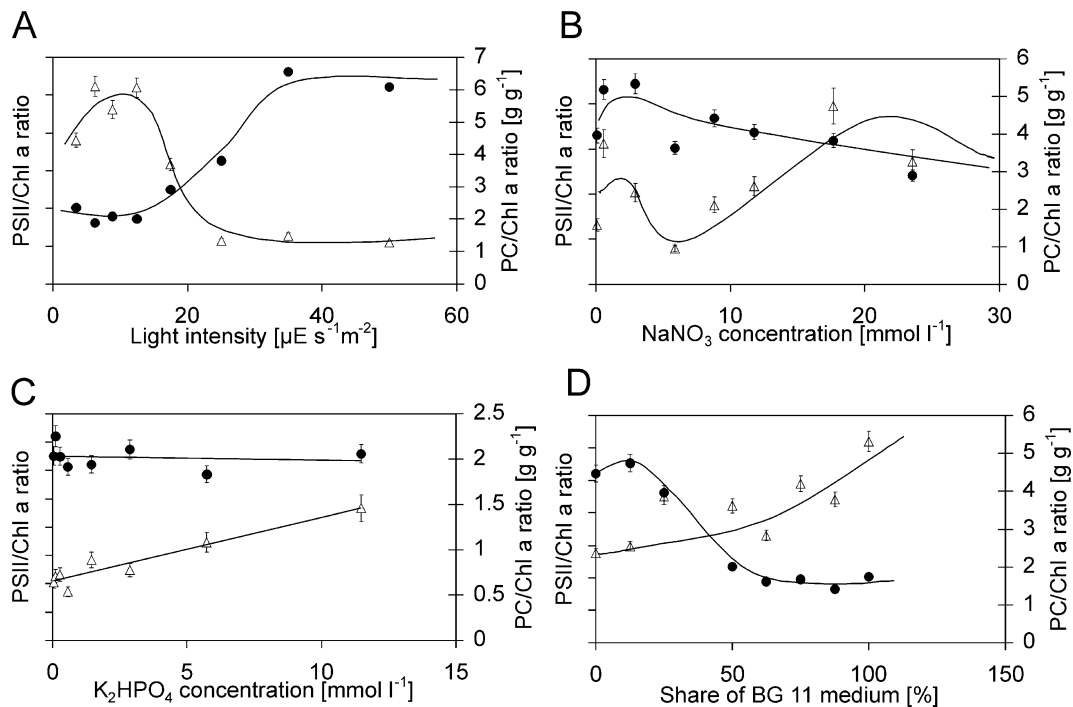 A
PSII/Chl a ratio
7
6
5
4
3
2
1
0
PC/Chl a ratio [g g⁻¹]
0
20
40
60
Light intensity [µE s⁻¹m⁻²]
B
PSII/Chl a ratio
6
5
4
3
2
1
0
PC/Chl a ratio [g g⁻¹]
0
10
20
30
NaNO₃ concentration [mmol l⁻¹]
C
PSII/Chl a ratio
2.5
2
1.5
1
0.5
0
PC/Chl a ratio [g g⁻¹]
0
5
10
15
K₂HPO₄ concentration [mmol l⁻¹]
D
PSII/Chl a ratio
6
5
4
3
2
1
0
PC/Chl a ratio [g g⁻¹]
0
50
100
150
Share of BG 11 medium [%]